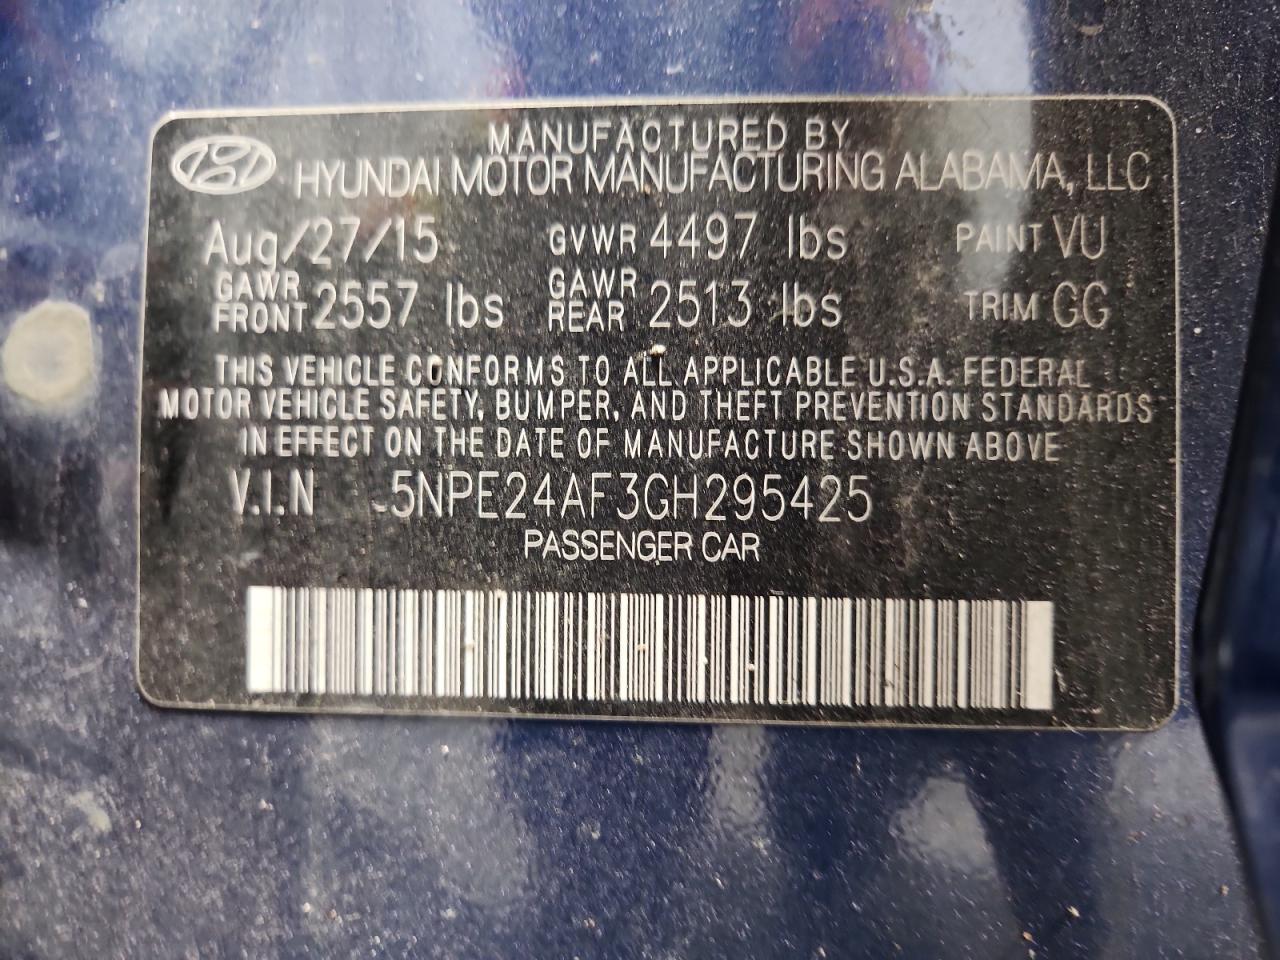 MANUFACTURED BY
HYUNDAI MOTOR MANUFACTURING ALABAMA, LLC
Aug/27/15 GVWR 4497 lbs PAINT VU
GAWR FRONT 2557 lbs GAWR REAR 2513 lbs TRIM GG
THIS VEHICLE CONFORMS TO ALL APPLICABLE U.S.A. FEDERAL
MOTOR VEHICLE SAFETY, BUMPER, AND THEFT PREVENTION STANDARDS
IN EFFECT ON THE DATE OF MANUFACTURE SHOWN ABOVE
V.I.N 5NPE24AF3GH295425
PASSENGER CAR